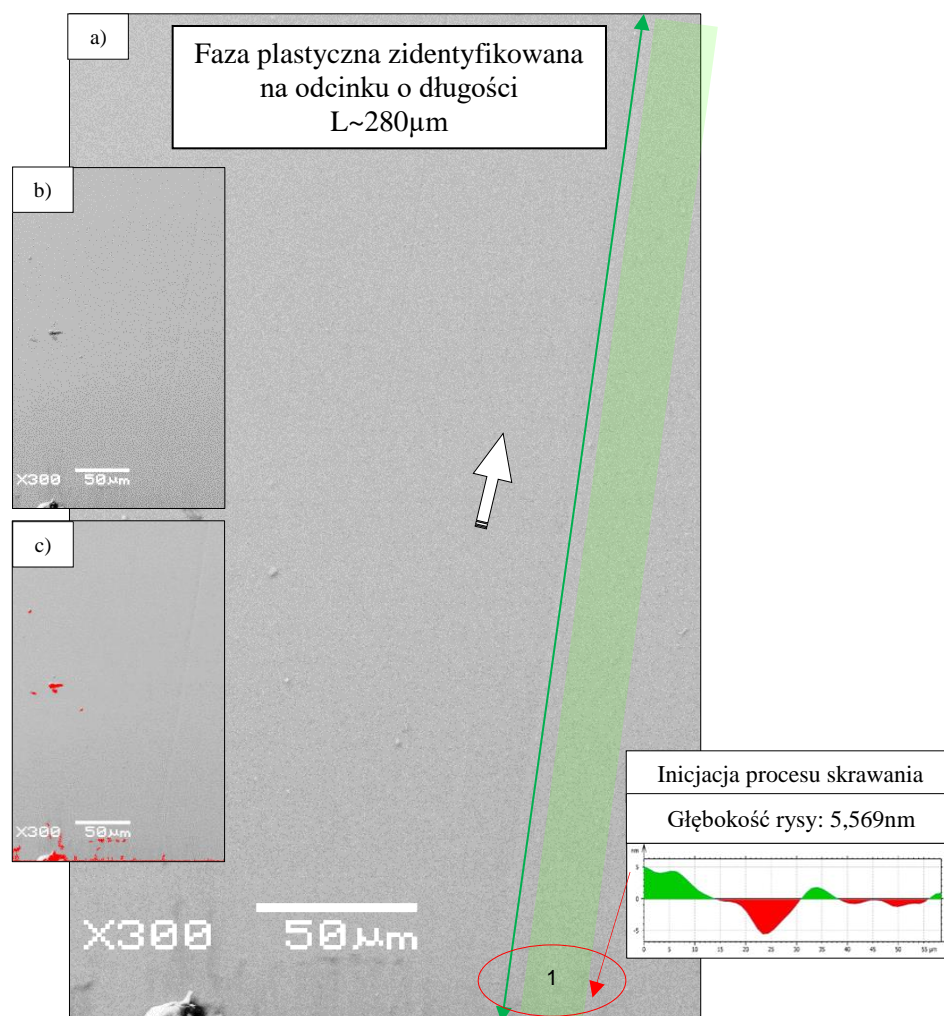 a)
Faza plastyczna zidentyfikowana
na odcinku o długości
L~280µm
b)
X300 50µm
c)
X300 50µm
Inicjacja procesu skrawania
Głębokość rysy: 5,569nm
nm
5
0
-5
0 5 10 15 20 25 30 35 40 45 50 55 µm
X300 50µm
1